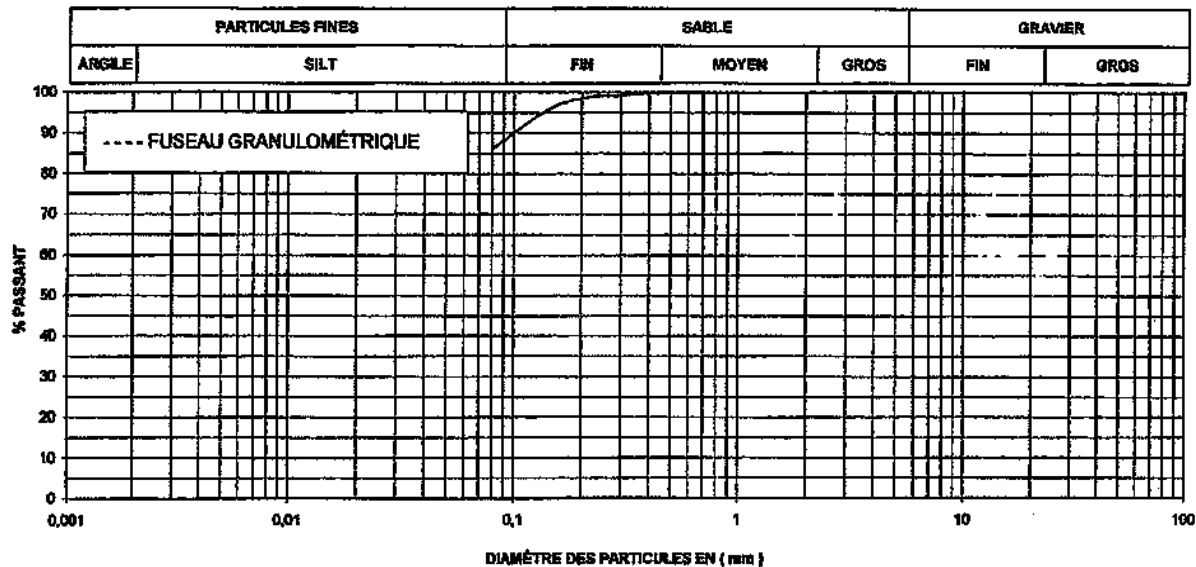 PARTICULES FINES SABLE GRAVIER
ARGILE SILT FIN MOYEN GROS FIN GROS
---- FUSEAU GRANULOMÉTRIQUE
% PASSANT
100
90
80
70
60
50
40
30
20
10
0
0,001 0,01 0,1 1 10 100
DIAMÈTRE DES PARTICULES EN ( mm )